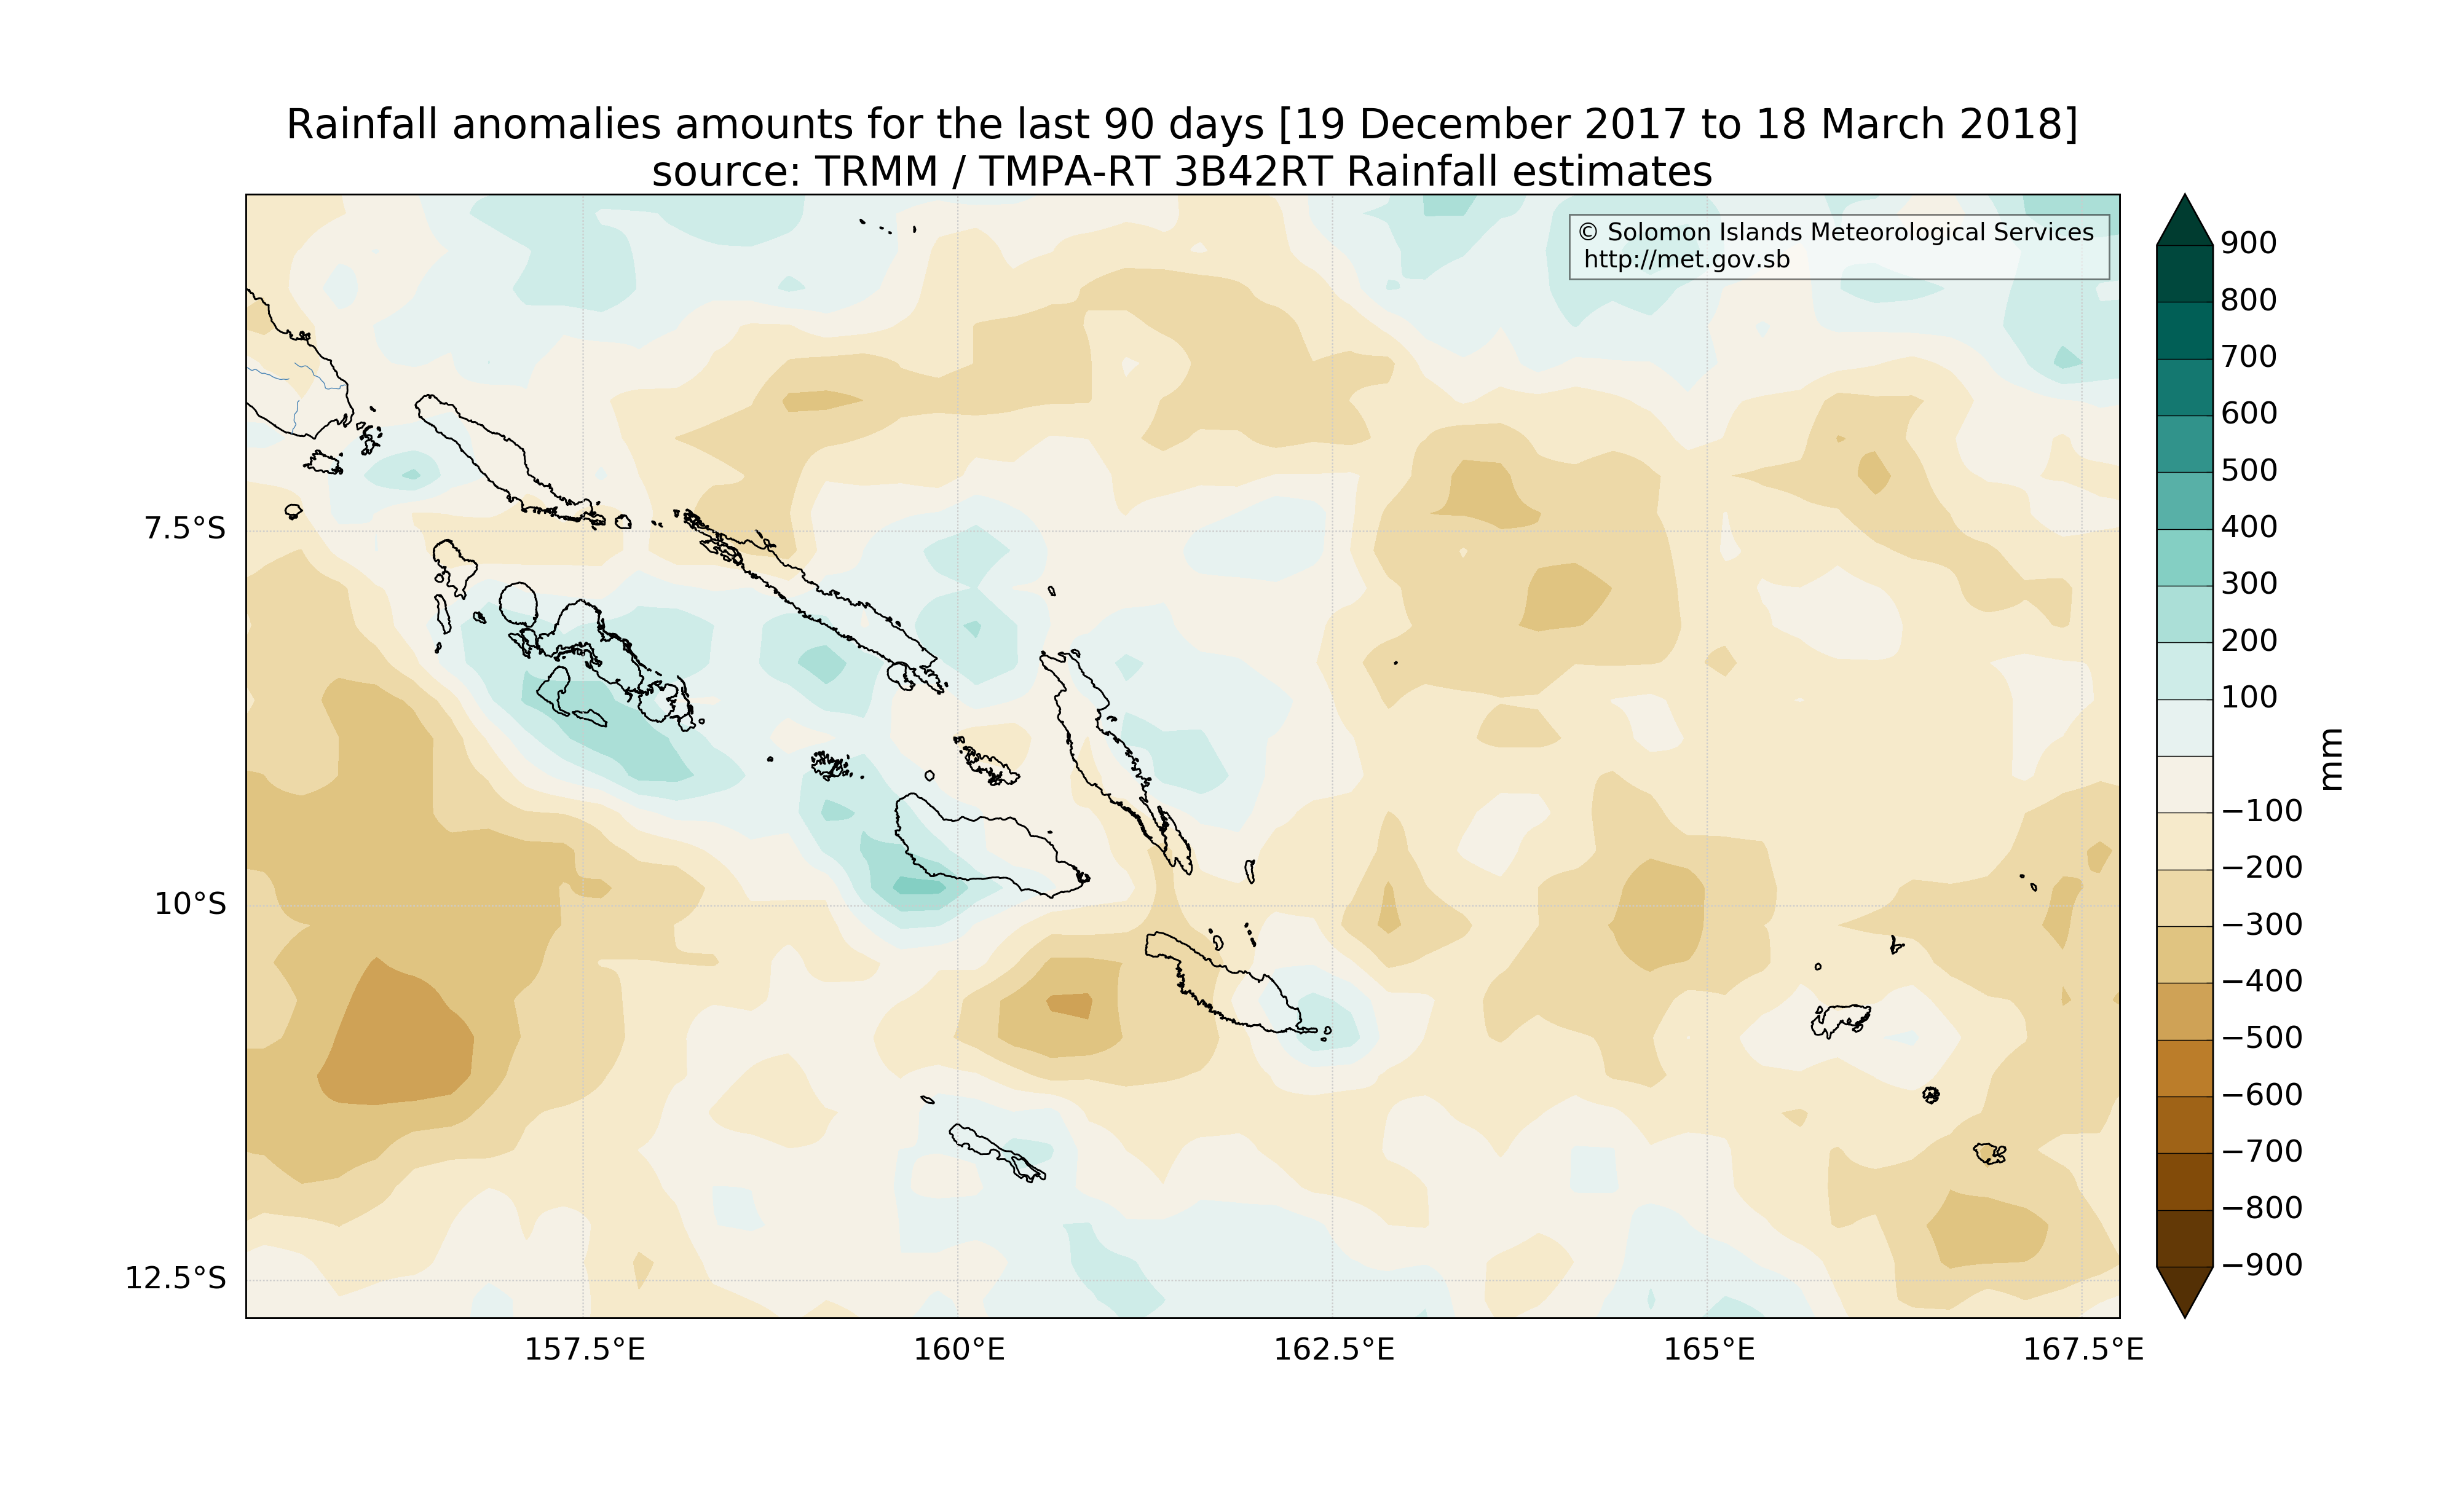 Rainfall anomalies amounts for the last 90 days [19 December 2017 to 18 March 2018]
source: TRMM / TMPA-RT 3B42RT Rainfall estimates
© Solomon Islands Meteorological Services
http://met.gov.sb
7.5°S
10°S
12.5°S
157.5°E
160°E
162.5°E
165°E
167.5°E
900
800
700
600
500
400
300
200
100
−100
−200
−300
−400
−500
−600
−700
−800
−900
mm